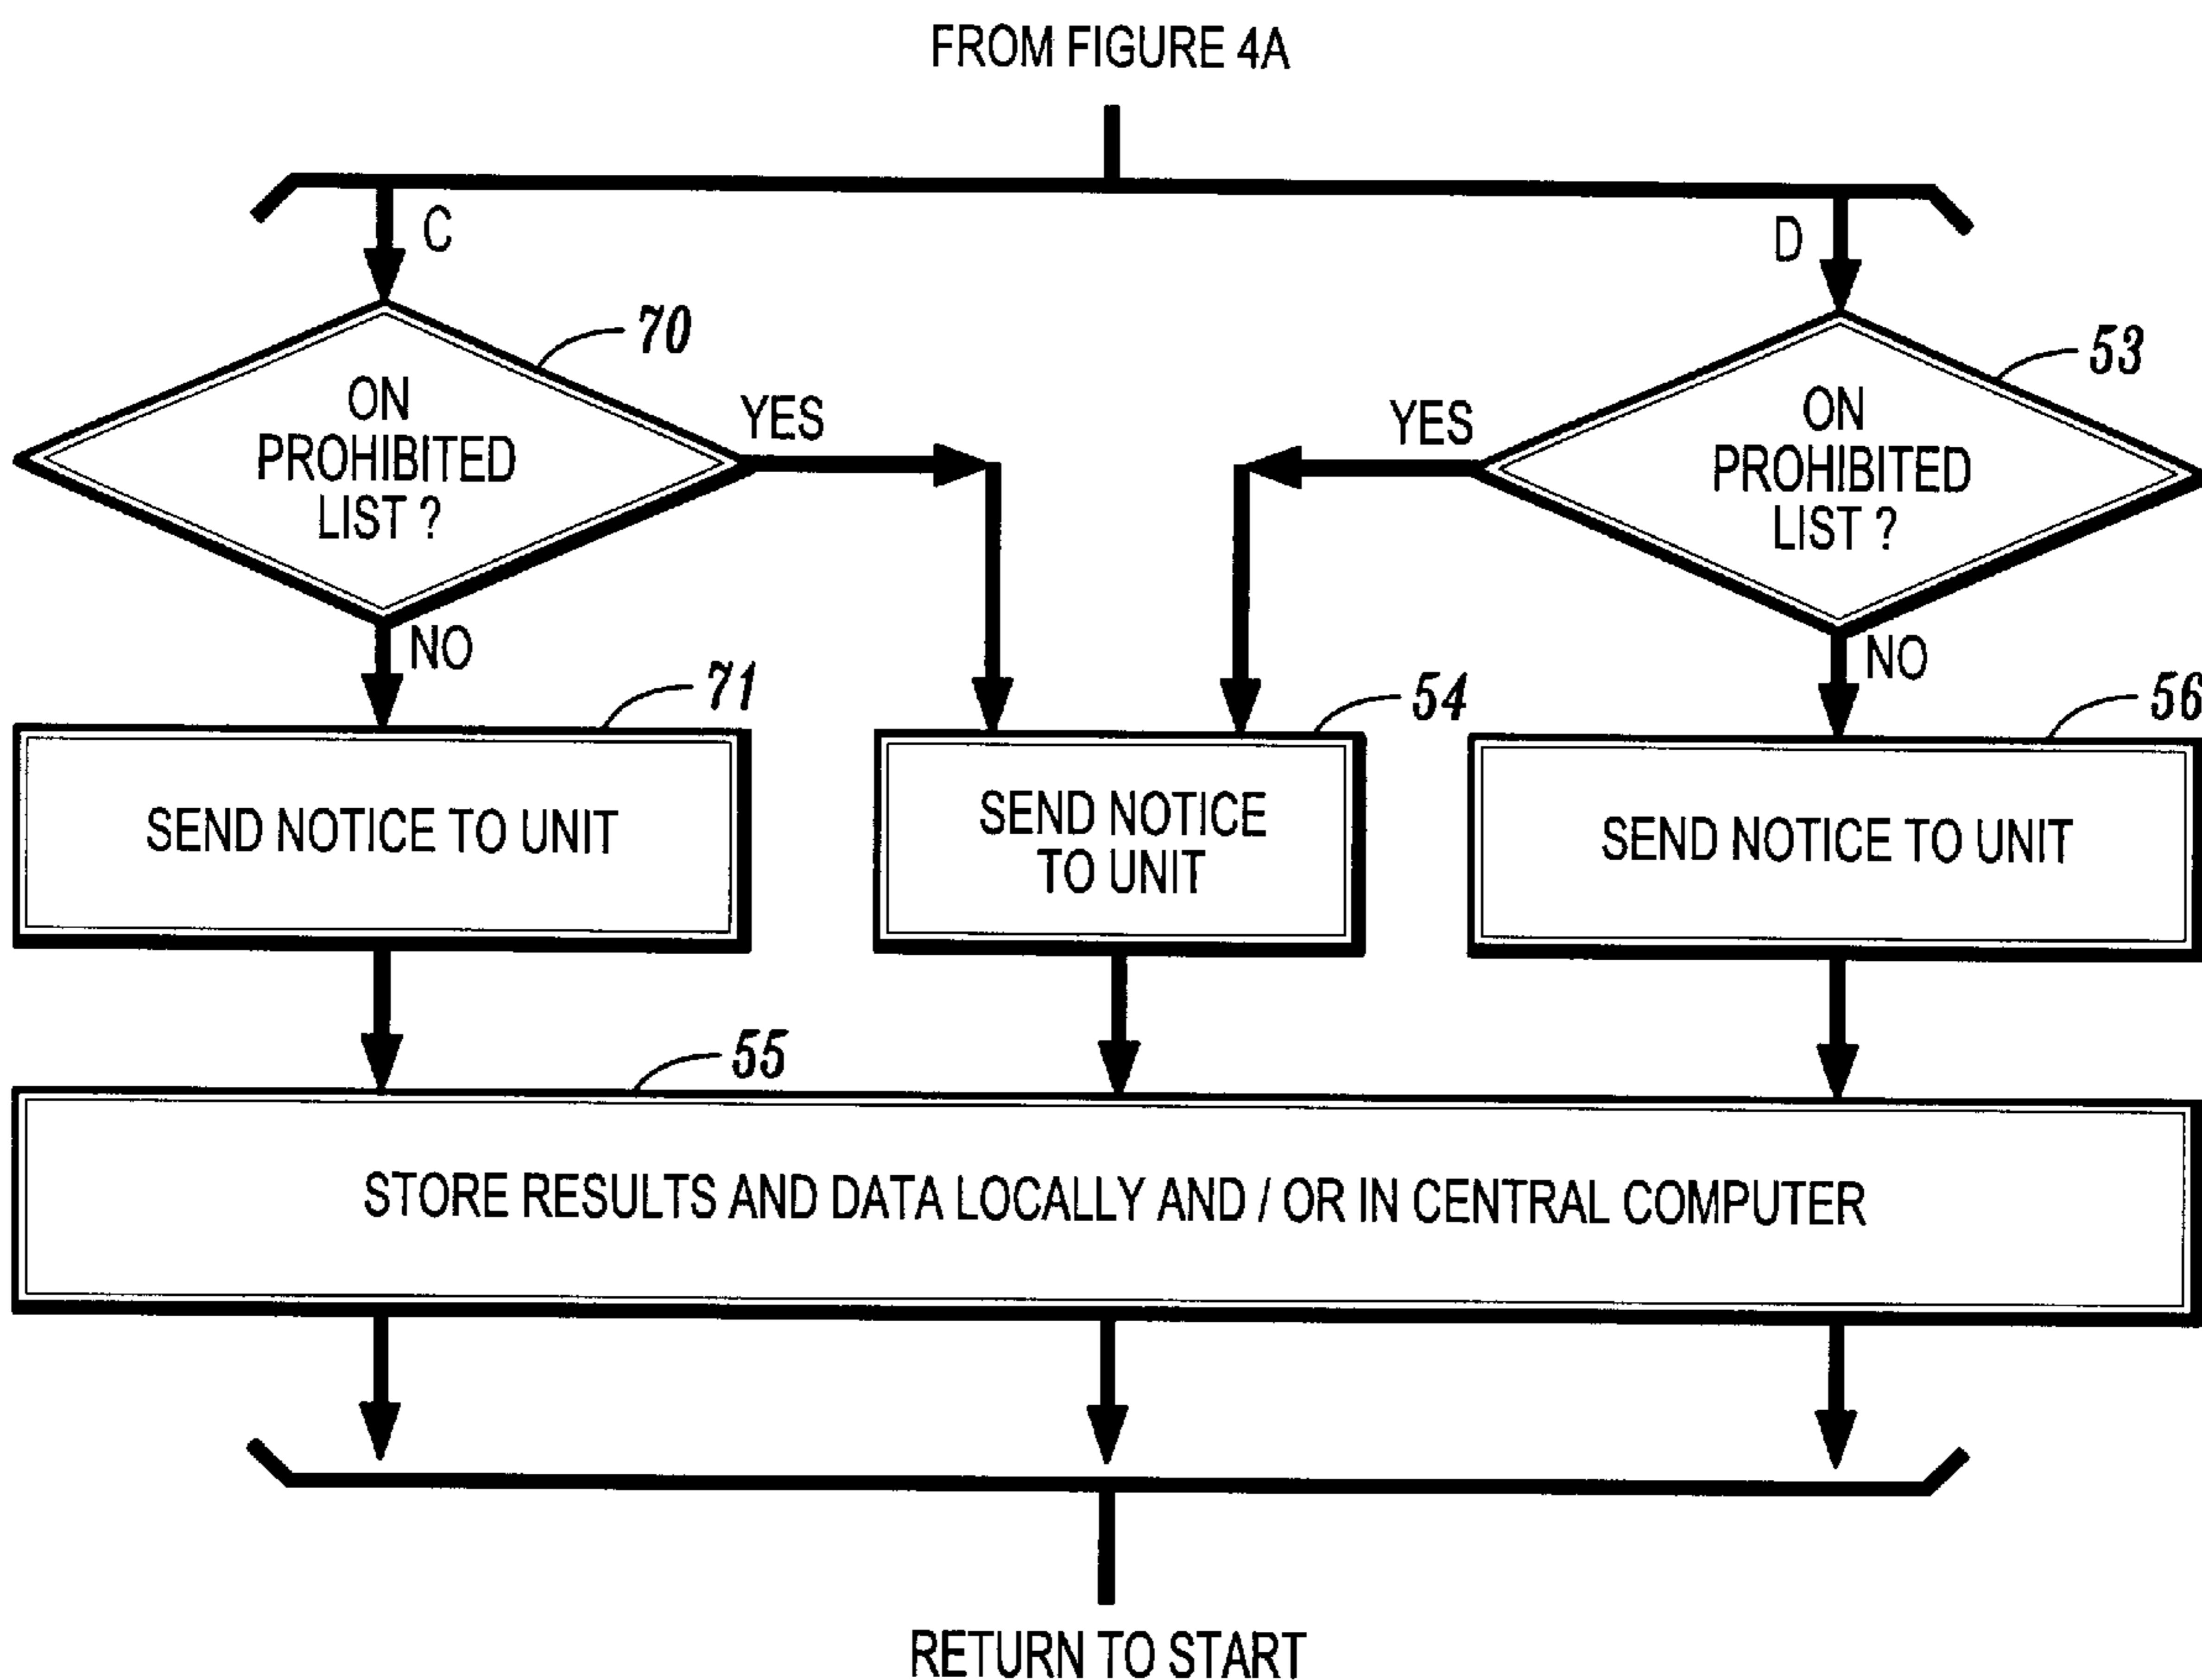 FROM FIGURE 4A
C
D
70
53
ON
PROHIBITED
LIST ?
YES
YES
ON
PROHIBITED
LIST ?
NO
NO
71
54
56
SEND NOTICE TO UNIT
SEND NOTICE
TO UNIT
SEND NOTICE TO UNIT
55
STORE RESULTS AND DATA LOCALLY AND / OR IN CENTRAL COMPUTER
RETURN TO START